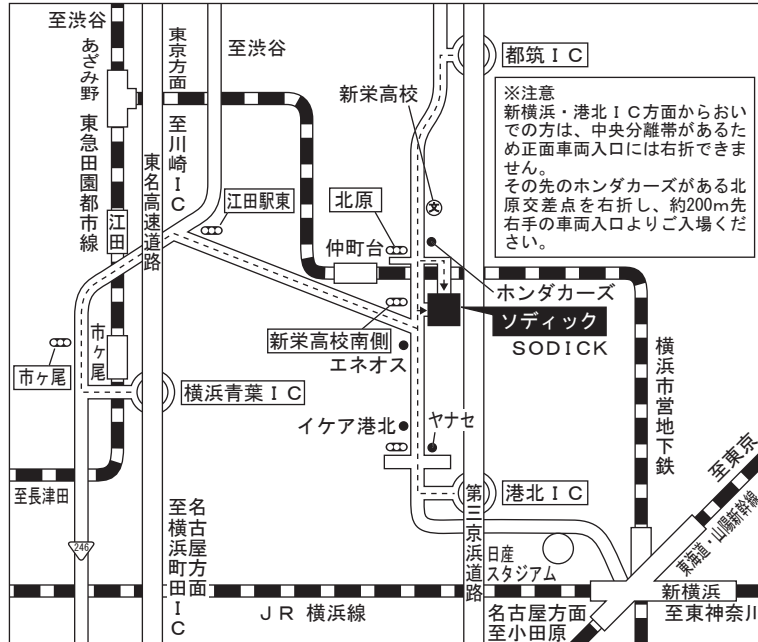 至渋谷
あざみ野
東急田園都市線
東京方面
至川崎IC
至渋谷
都筑IC
新栄高校
※注意
新横浜・港北IC方面からおい
での方は、中央分離帯があるた
め正面車両入口には右折できま
せん。
その先のホンダカーズがある北
原交差点を右折し、約200m先
右手の車両入口よりご入場くだ
さい。
文
東名高速道路
江田
江田駅東
北原
仲町台
ホンダカーズ
ソディック
SODICK
新栄高校南側
エネオス
市ヶ尾
市ヶ尾
横浜青葉IC
イケア港北
ヤナセ
横浜市営地下鉄
至東京
東海道・山陽新幹線
至長津田
246
名古屋方面
至横浜町田IC
第三京浜道路
港北IC
日産
スタジアム
新横浜
JR 横浜線
名古屋方面
至小田原
至東神奈川